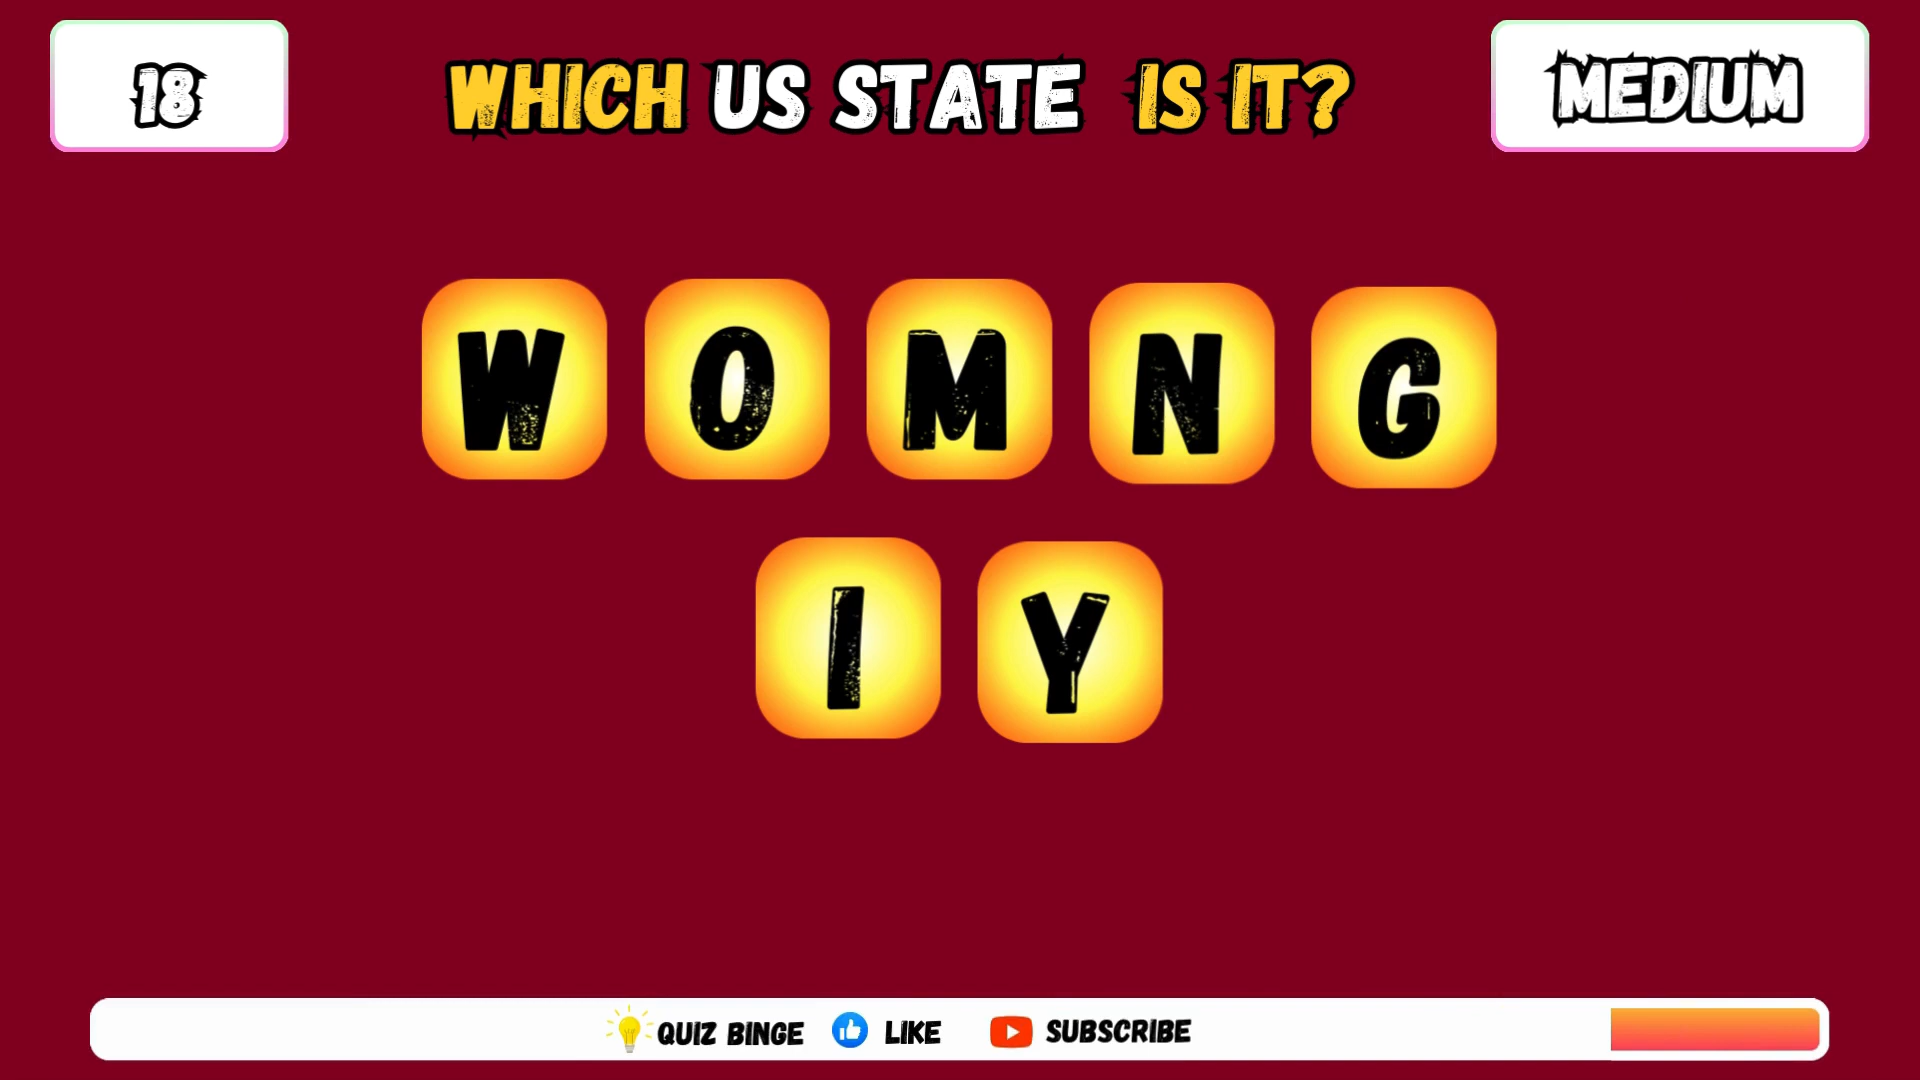 18
WHICH US STATE IS IT?
MEDIUM
W O M N G
I Y
QUIZ BINGE LIKE SUBSCRIBE